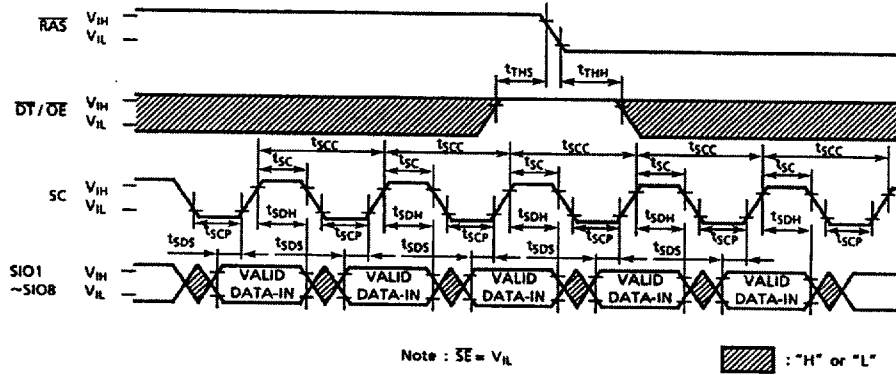 RAS VIH
VIL
tTHS tTHH
DT/OE VIH
VIL
tSCC tSCC tSCC tSCC tSCC
tSC tSC tSC tSC tSC
SC VIH
VIL
tSDH tSDH tSDH tSDH tSDH
tSCP tSCP tSCP tSCP tSCP tSCP
tSDS tSDS tSDS tSDS tSDS
SIO1
~SIO8
VIH
VIL
VALID
DATA-IN
VALID
DATA-IN
VALID
DATA-IN
VALID
DATA-IN
VALID
DATA-IN
Note : SE = VIL
: "H" or "L"